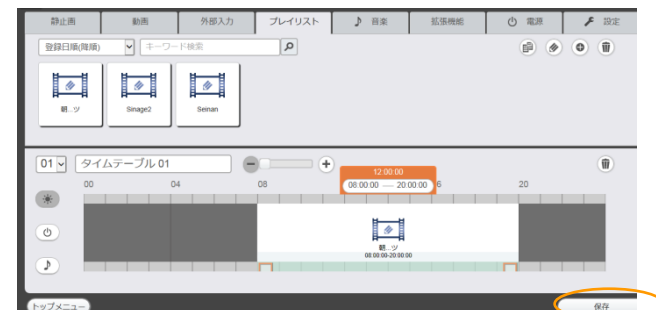 静止画 動画 外部入力 プレイリスト 音楽 拡張機能 電源 設定
登録日順(降順) キーワード検索
朝...ツ Sinage2 Seinan
01 タイムテーブル 01
12:00:00
00 04 08 08:00:00 ── 20:00:00 6 20
朝...ツ
08:00:00-20:00:00
トップメニュー 保存